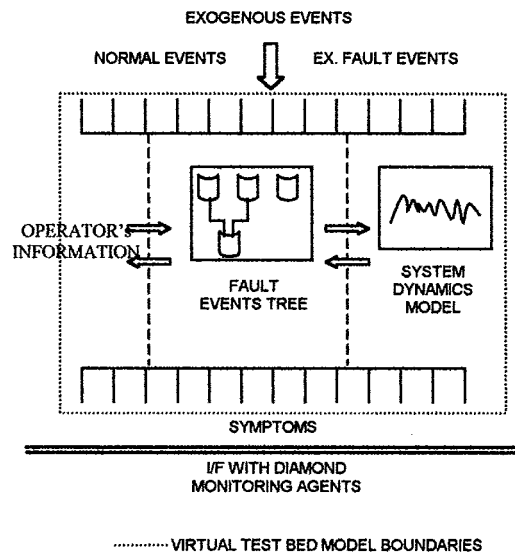 EXOGENOUS EVENTS
NORMAL EVENTS
EX. FAULT EVENTS
OPERATOR's
INFORMATION
FAULT
EVENTS TREE
SYSTEM
DYNAMICS
MODEL
SYMPTOMS
I/F WITH DIAMOND
MONITORING AGENTS
VIRTUAL TEST BED MODEL BOUNDARIES